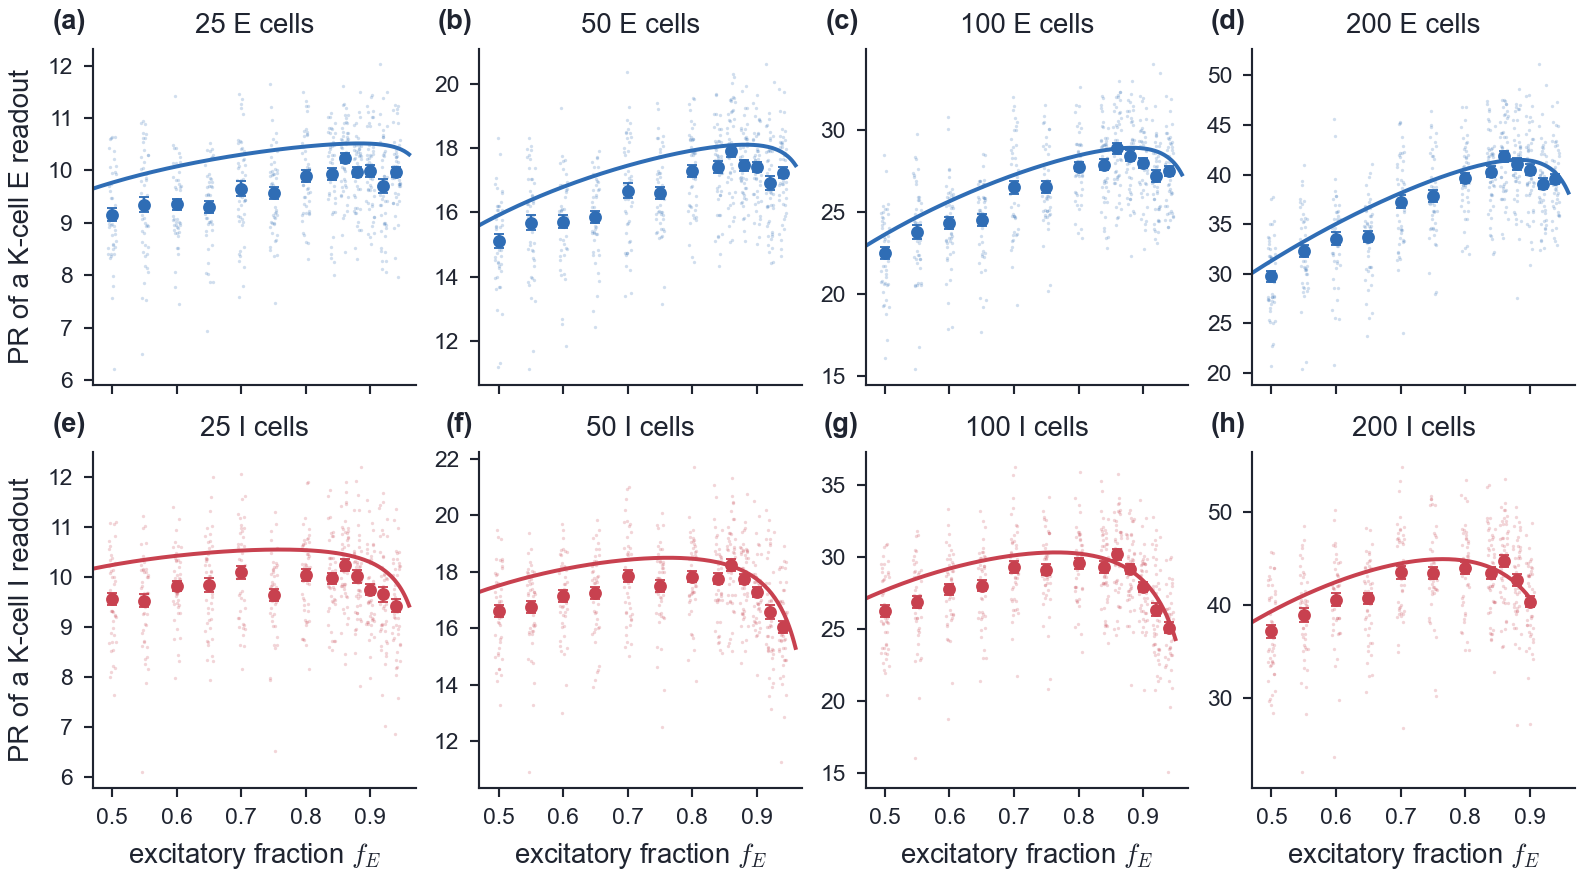 (a) 25 E cells
(b) 50 E cells
(c) 100 E cells
(d) 200 E cells
PR of a K-cell E readout
12
11
10
9
8
7
6
20
18
16
14
12
30
25
20
15
50
45
40
35
30
25
20
(e) 25 I cells
(f) 50 I cells
(g) 100 I cells
(h) 200 I cells
PR of a K-cell I readout
12
11
10
9
8
7
6
22
20
18
16
14
12
35
30
25
20
15
50
40
30
0.5 0.6 0.7 0.8 0.9
0.5 0.6 0.7 0.8 0.9
0.5 0.6 0.7 0.8 0.9
0.5 0.6 0.7 0.8 0.9
excitatory fraction f_E
excitatory fraction f_E
excitatory fraction f_E
excitatory fraction f_E